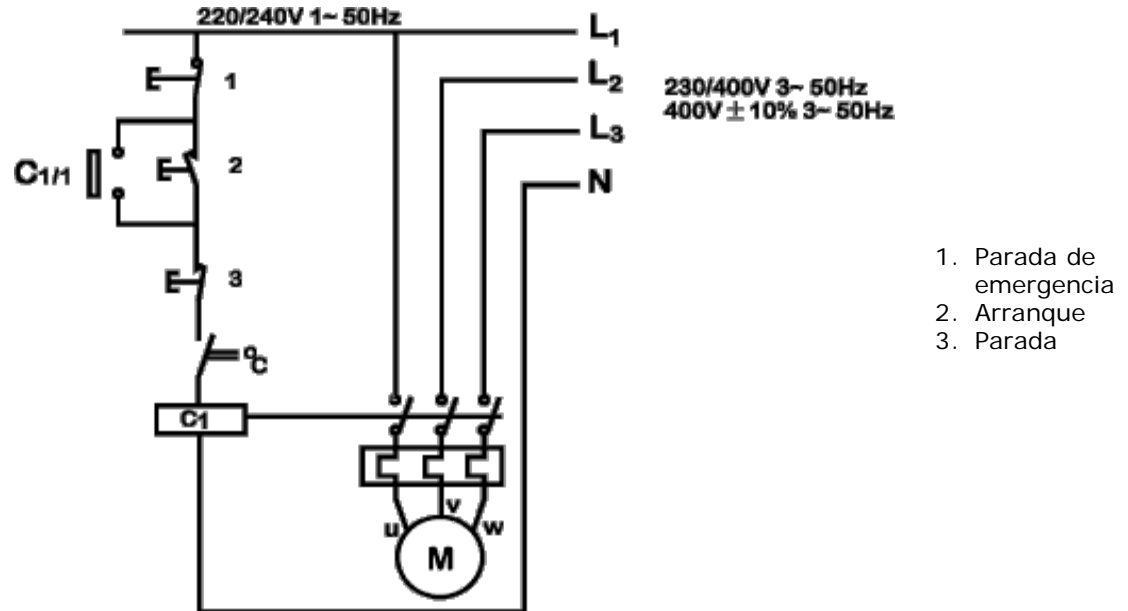 220/240V 1~ 50Hz
L1
L2
L3
N
230/400V 3~ 50Hz
400V ± 10% 3~ 50Hz
1
C1/1
2
3
°C
C1
u
v
w
M
1. Parada de
emergencia
2. Arranque
3. Parada